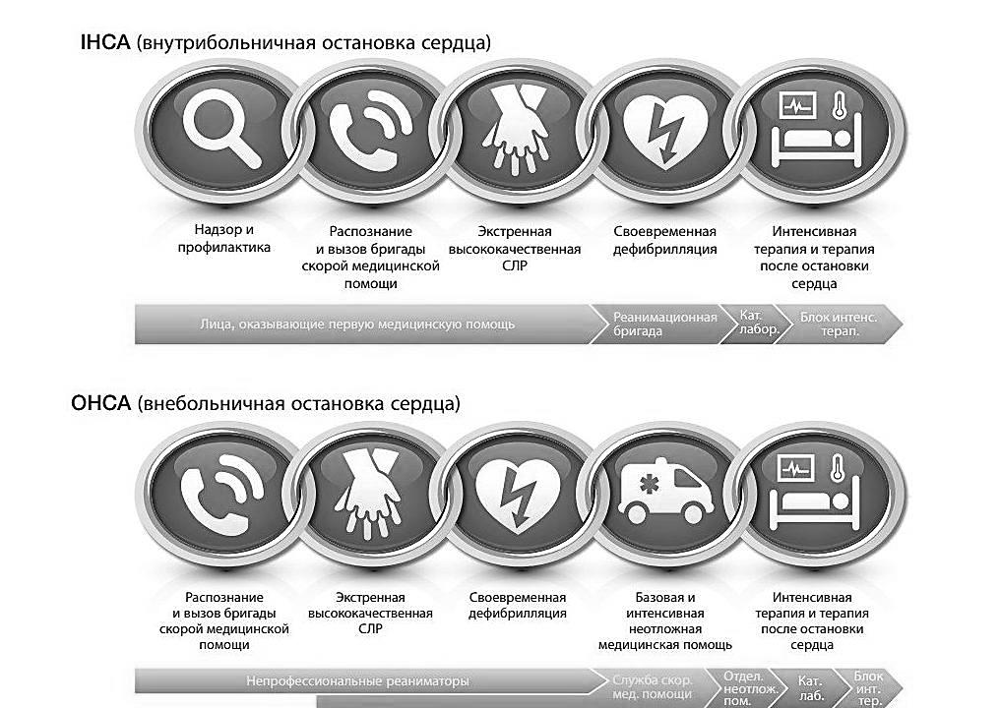 IHCA (внутрибольничная остановка сердца)
Надзор и
профилактика
Распознание
и вызов бригады
скорой медицинской
помощи
Экстренная
высококачественная
СЛР
Своевременная
дефибрилляция
Интенсивная
терапия и терапия
после остановки
сердца
Лица, оказывающие первую медицинскую помощь
Реанимационная
бригада
Кат.
лабор.
Блок интенс.
терап.
OHCA (внебольничная остановка сердца)
Распознание
и вызов бригады
скорой медицинской
помощи
Экстренная
высококачественная
СЛР
Своевременная
дефибрилляция
Базовая и
интенсивная
неотложная
медицинская помощь
Интенсивная
терапия и терапия
после остановки
сердца
Непрофессиональные реаниматоры
Служба скор.
мед. помощи
Отдел.
неотлож.
пом.
Кат.
лаб.
Блок
инт.
тер.